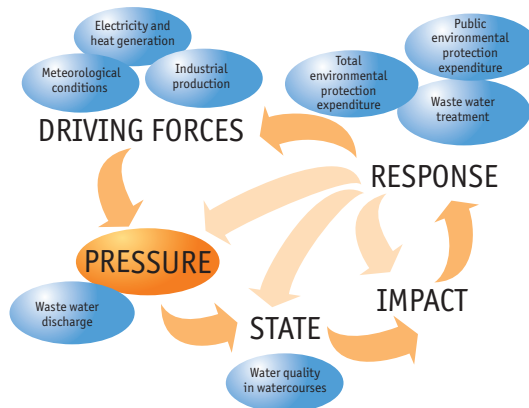 Electricity and
heat generation
Meteorological
conditions
Industrial
production
Total
environmental
protection
expenditure
Public
environmental
protection
expenditure
Waste water
treatment
DRIVING FORCES
RESPONSE
PRESSURE
Waste water
discharge
IMPACT
STATE
Water quality
in watercourses